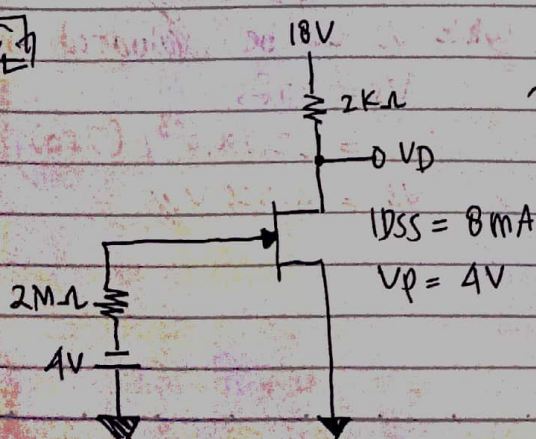 18V
2KΩ
VD
IDSS = 8mA
VP = 4V
2MΩ
4V